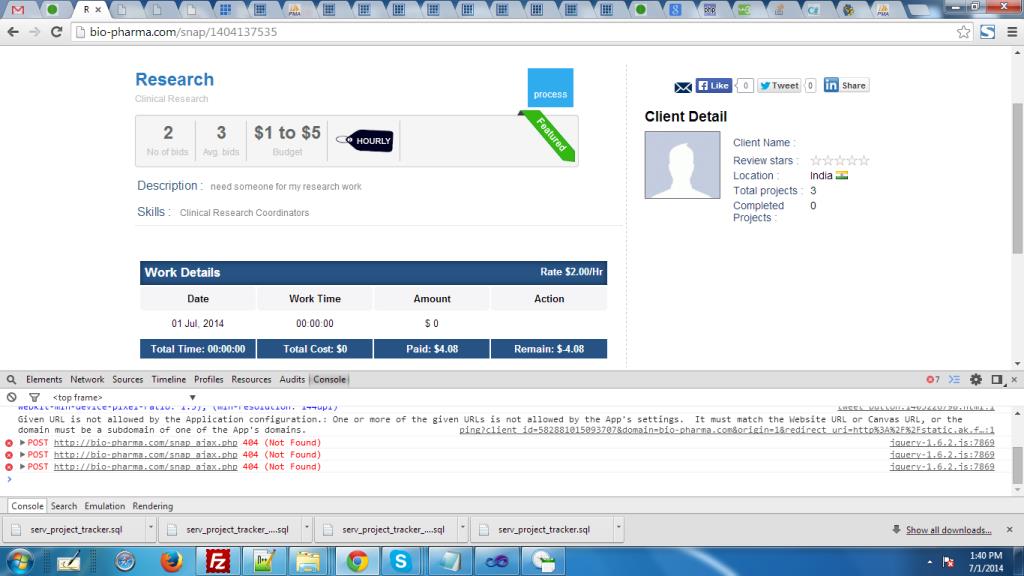 R
bio-pharma.com/snap/1404137535
Research
Clinical Research
process
Featured
2
3
$1 to $5
HOURLY
No of bids
Avg. bids
Budget
Description : need someone for my research work
Skills : Clinical Research Coordinators
Like 0 Tweet 0 in Share
Client Detail
Client Name :
Review stars :
Location : India
Total projects : 3
Completed Projects : 0
Work Details Rate $2.00/Hr
Date Work Time Amount Action
01 Jul, 2014 00:00:00 $ 0
Total Time: 00:00:00 Total Cost: $0 Paid: $4.08 Remain: $-4.08
Elements Network Sources Timeline Profiles Resources Audits Console 7
<top frame>
Given URL is not allowed by the Application configuration.: One or more of the given URLs is not allowed by the App's settings. It must match the Website URL or Canvas URL, or the
domain must be a subdomain of one of the App's domains. ping?client_id=582881015093707&domain=bio-pharma.com&origin=1&redirect_uri=http%3A%2F%2Fstatic.ak.f…:1
POST http://bio-pharma.com/snap_ajax.php 404 (Not Found) jquery-1.6.2.js:7869
POST http://bio-pharma.com/snap_ajax.php 404 (Not Found) jquery-1.6.2.js:7869
POST http://bio-pharma.com/snap_ajax.php 404 (Not Found) jquery-1.6.2.js:7869
Console Search Emulation Rendering
serv_project_tracker.sql serv_project_tracker_....sql serv_project_tracker_....sql serv_project_tracker.sql Show all downloads...
1:40 PM
7/1/2014